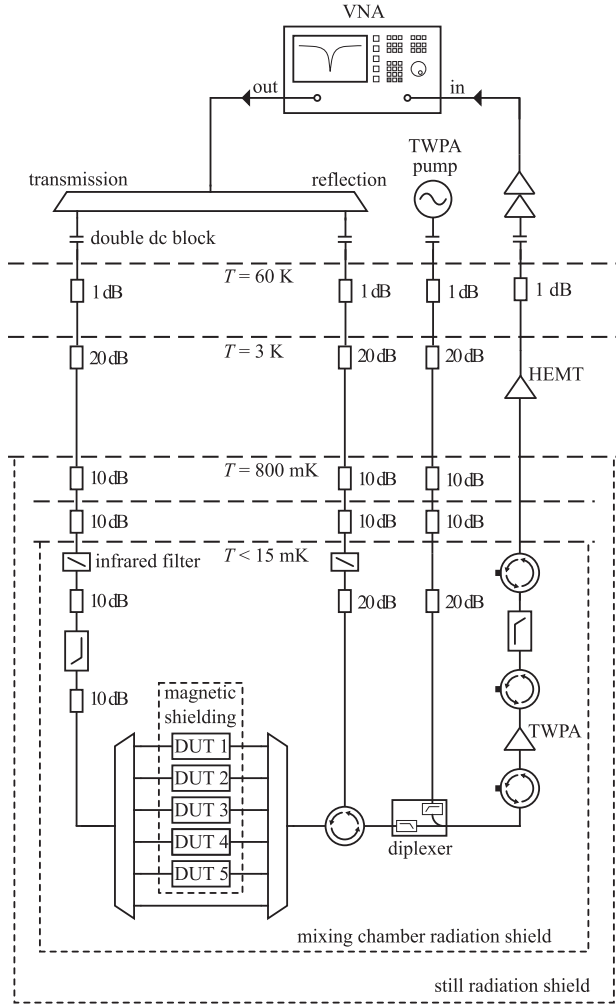 VNA
out
in
TWPA
pump
transmission
reflection
double dc block
T = 60 K
1 dB
1 dB
1 dB
1 dB
T = 3 K
20 dB
20 dB
20 dB
HEMT
T = 800 mK
10 dB
10 dB
10 dB
10 dB
10 dB
10 dB
T < 15 mK
infrared filter
10 dB
20 dB
20 dB
10 dB
magnetic
shielding
TWPA
DUT 1
DUT 2
DUT 3
DUT 4
DUT 5
diplexer
mixing chamber radiation shield
still radiation shield